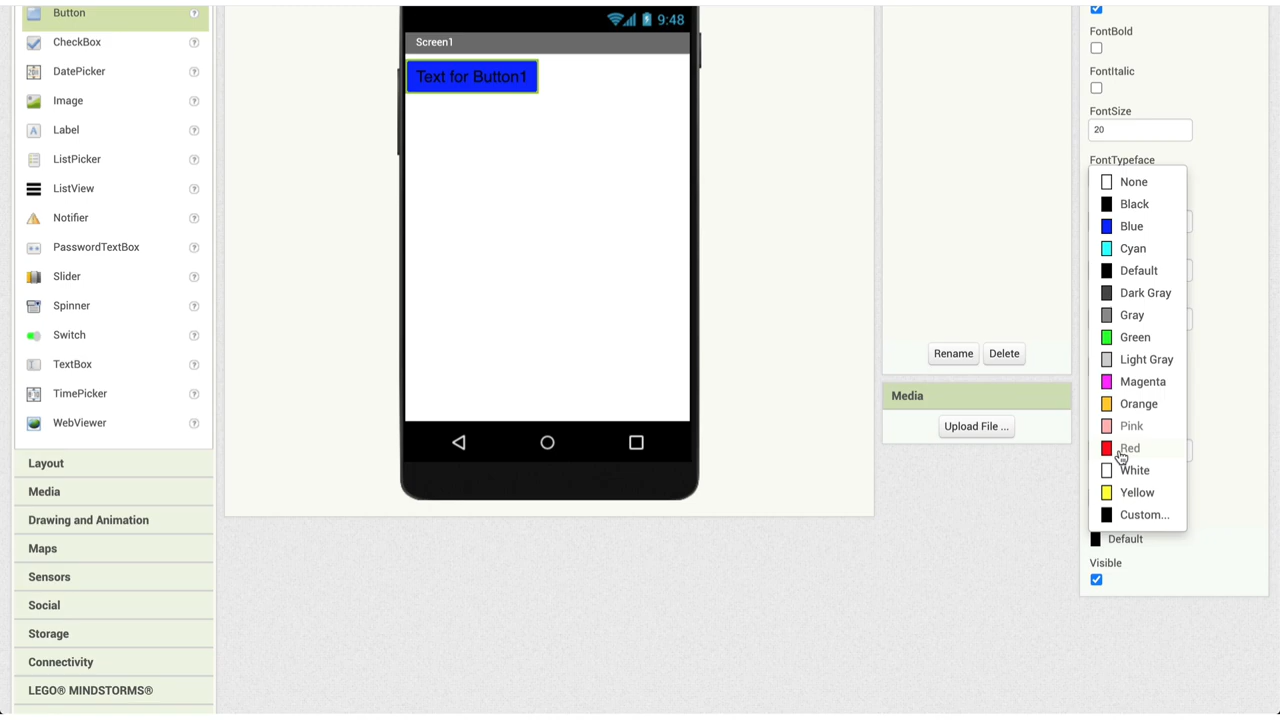 Button
CheckBox
DatePicker
Image
Label
ListPicker
ListView
Notifier
PasswordTextBox
Slider
Spinner
Switch
TextBox
TimePicker
WebViewer
Layout
Media
Drawing and Animation
Maps
Sensors
Social
Storage
Connectivity
LEGO® MINDSTORMS®
9:48
Screen1
Text for Button1
Rename Delete
Media
Upload File ...
FontBold
FontItalic
FontSize
20
FontTypeface
None
Black
Blue
Cyan
Default
Dark Gray
Gray
Green
Light Gray
Magenta
Orange
Pink
Red
White
Yellow
Custom...
Default
Visible